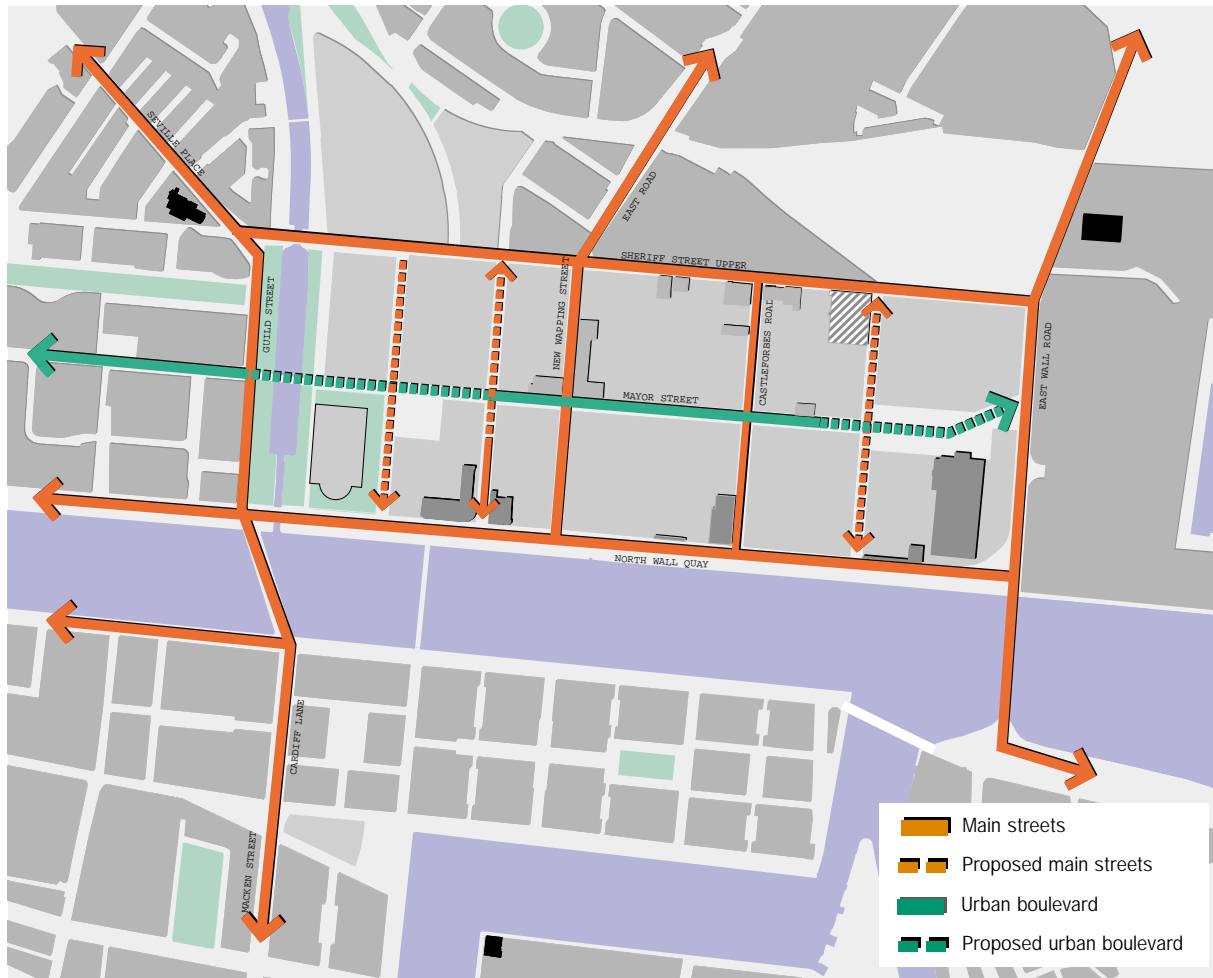 SEVILLE PLACE
EAST ROAD
SHERIFF STREET UPPER
GUILD STREET
NEW WAPPING STREET
CASTLEFORBES ROAD
EAST WALL ROAD
MAYOR STREET
NORTH WALL QUAY
CARDIFF LANE
MACKEN STREET
Main streets
Proposed main streets
Urban boulevard
Proposed urban boulevard